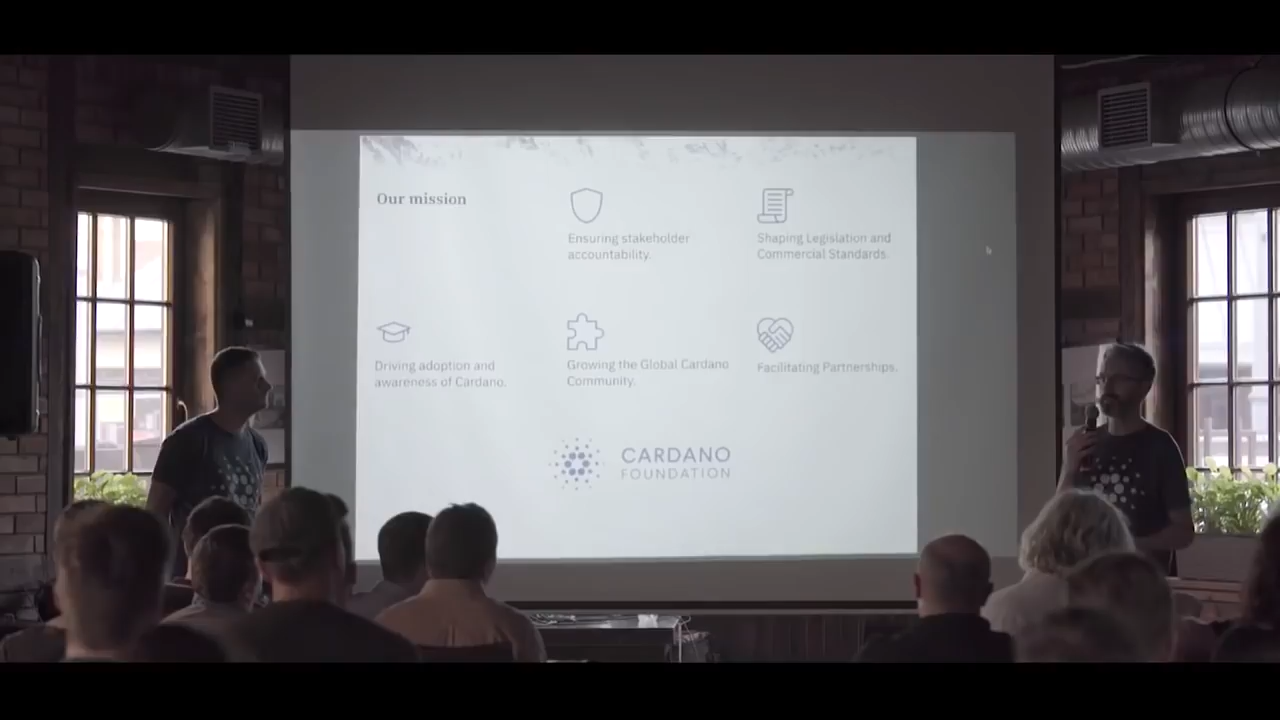 Our mission
Ensuring stakeholder
accountability.
Shaping Legislation and
Commercial Standards.
Driving adoption and
awareness of Cardano.
Growing the Global Cardano
Community.
Facilitating Partnerships.
CARDANO
FOUNDATION